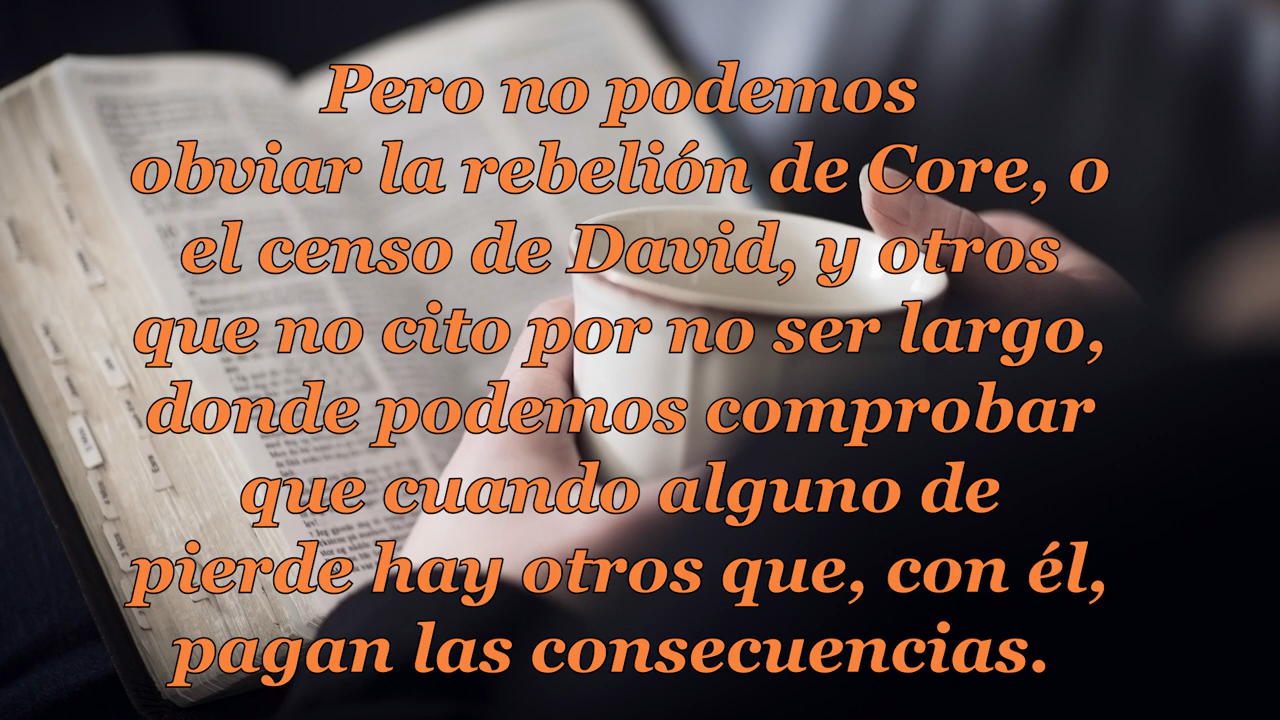 Pero no podemos
obviar la rebelión de Core, o
el censo de David, y otros
que no cito por no ser largo,
donde podemos comprobar
que cuando alguno de
pierde hay otros que, con él,
pagan las consecuencias.